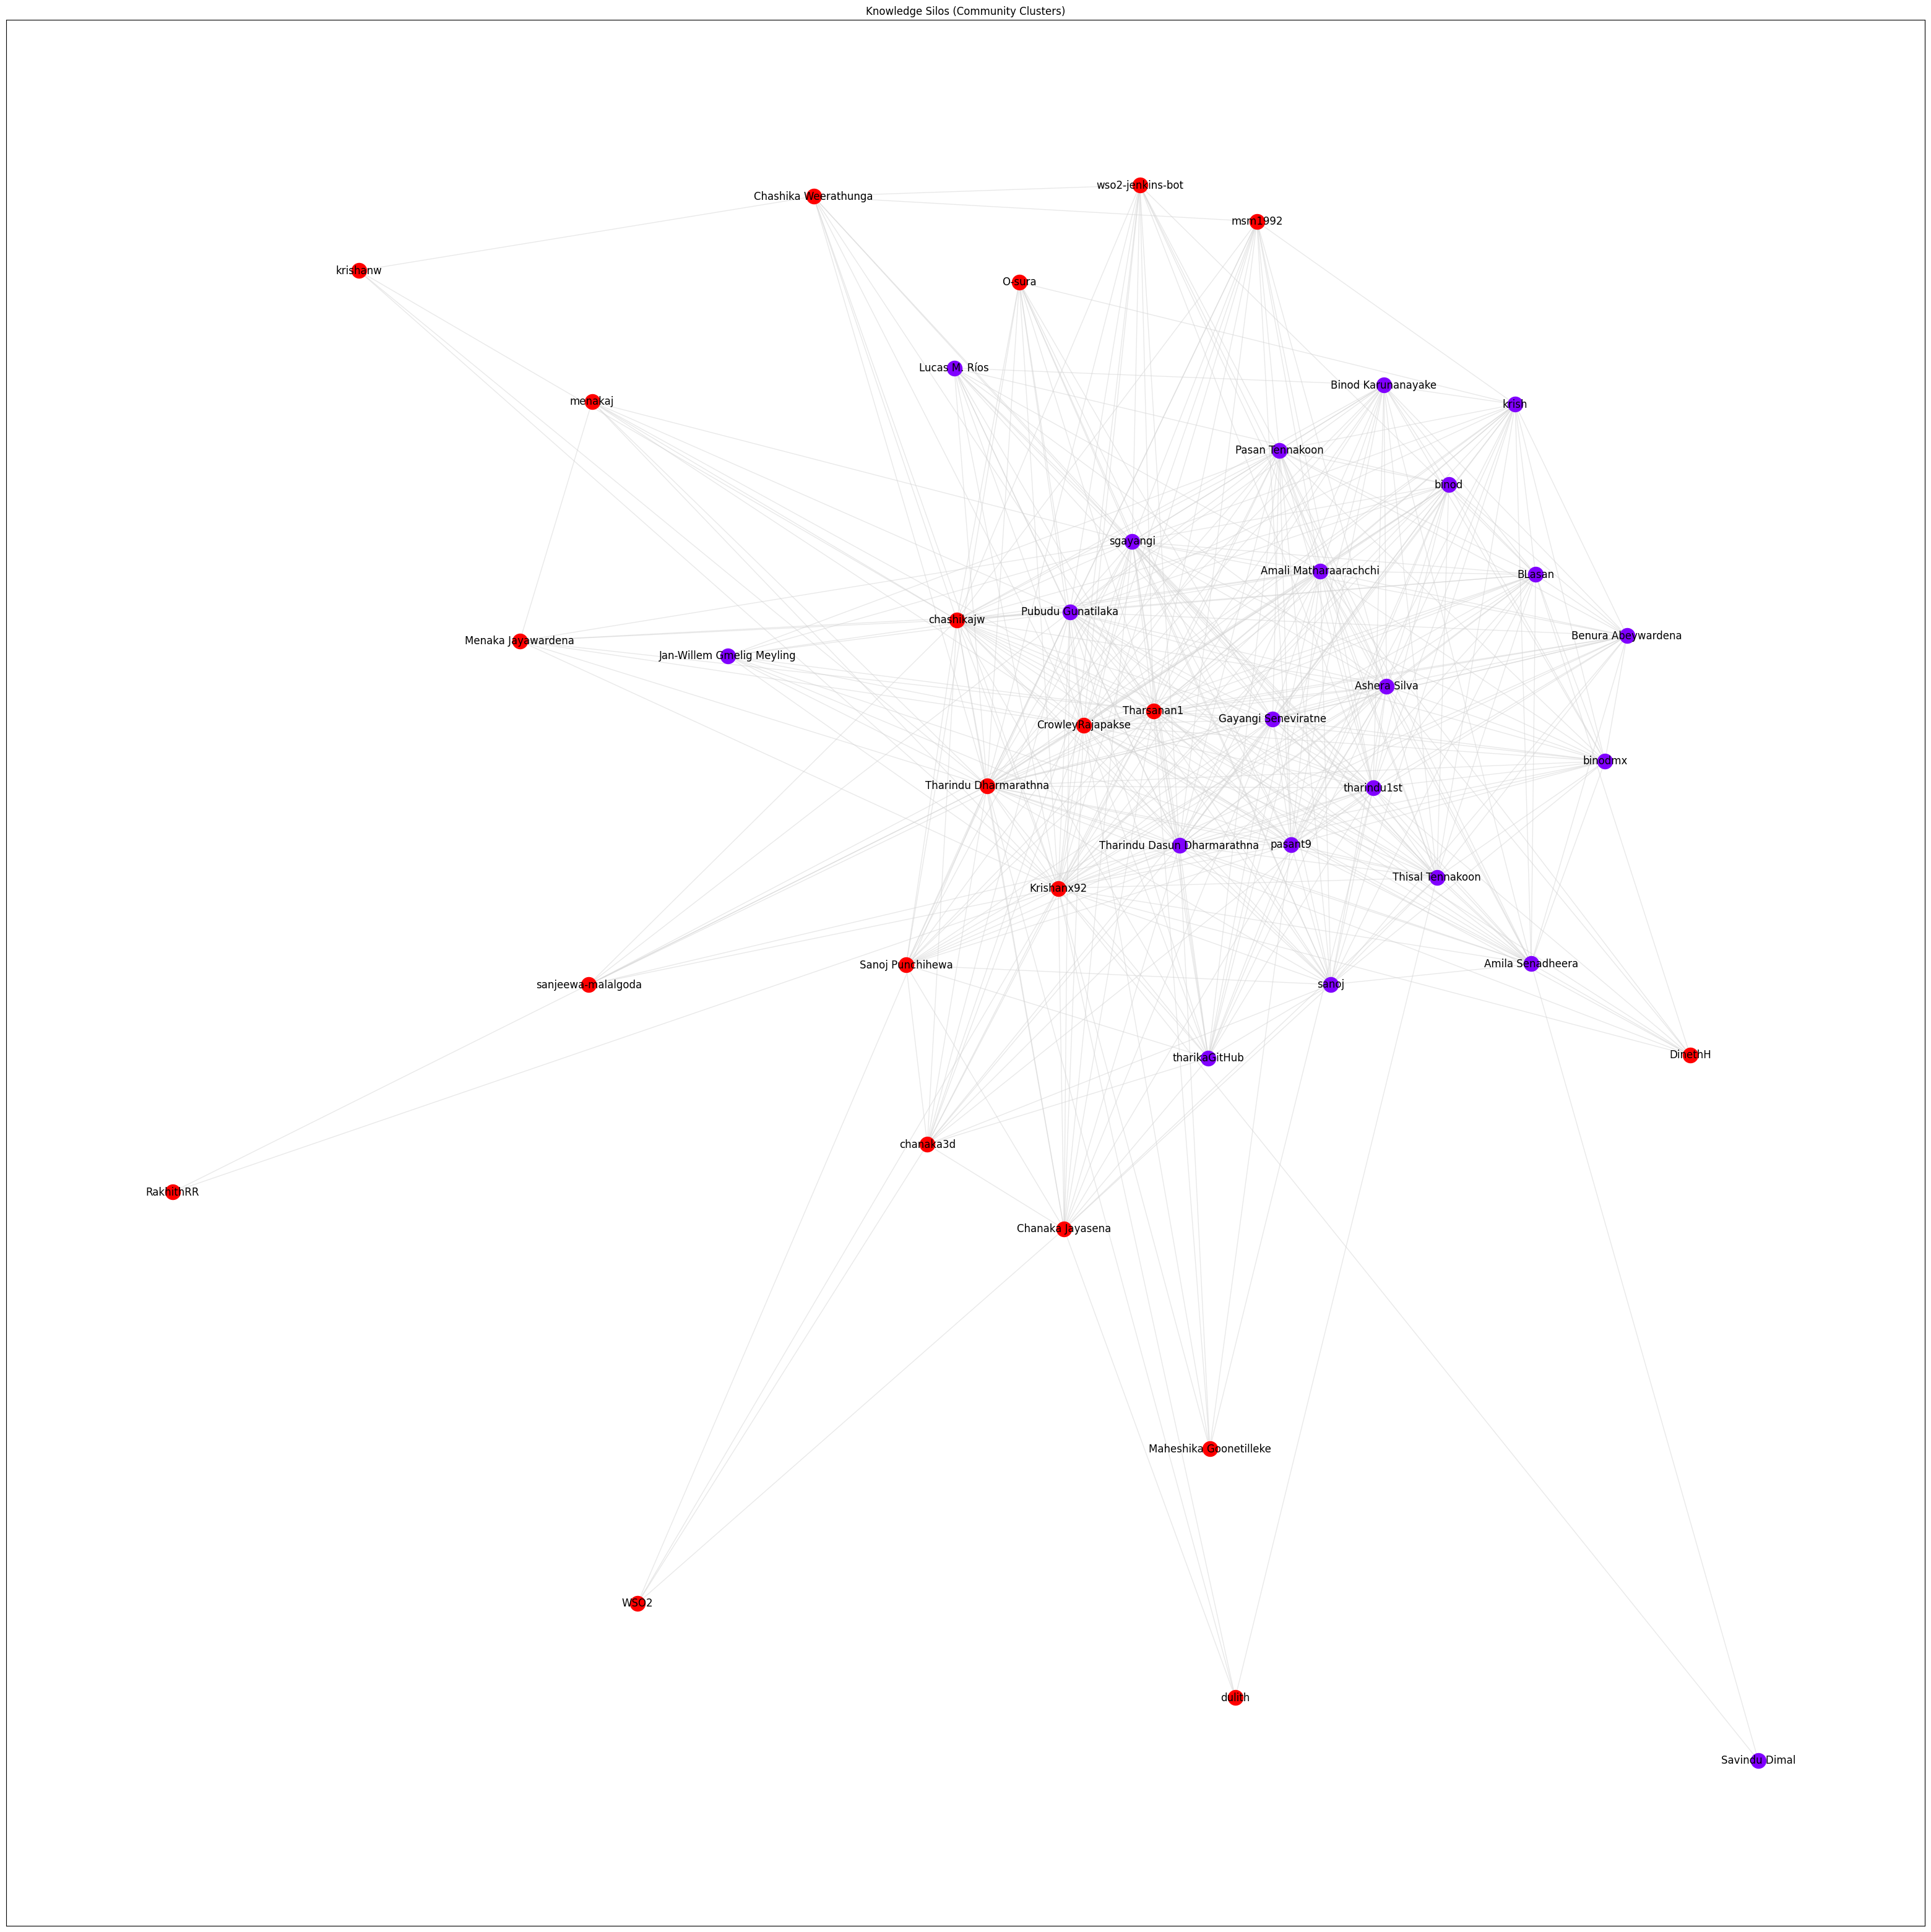 Knowledge Silos (Community Clusters)
wso2-jenkins-bot
Chashika Weerathunga
msm1992
krishanw
O-sura
Lucas M. Ríos
Binod Karunanayake
menakaj
krish
Pasan Tennakoon
binod
sgayangi
Amali Matharaarachchi
BLasan
Pubudu Gunatilaka
chashikajw
Benura Abeywardena
Menaka Jayawardena
Jan-Willem Gmelig Meyling
Ashera Silva
Tharsanan1
Gayangi Seneviratne
CrowleyRajapakse
binodmx
Tharindu Dharmarathna
tharindu1st
Tharindu Dasun Dharmarathna
pasant9
Thisal Tennakoon
Krishanx92
Sanoj Punchihewa
Amila Senadheera
sanjeewa-malalgoda
sanoj
DinethH
tharikaGitHub
chanaka3d
RakhithRR
Chanaka Jayasena
Maheshika Goonetilleke
WSO2
dulith
Savindu Dimal